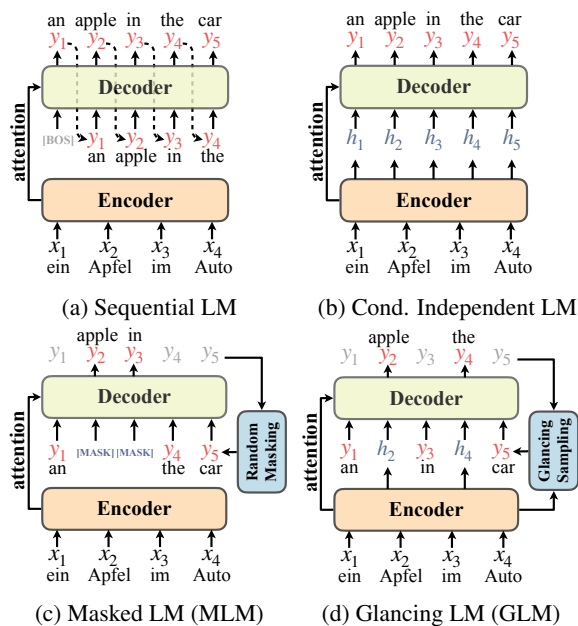 an apple in the car
y1 y2 y3 y4 y5
Decoder
attention
[BOS] y1 y2 y3 y4
an apple in the
Encoder
x1 x2 x3 x4
ein Apfel im Auto
(a) Sequential LM
an apple in the car
y1 y2 y3 y4 y5
Decoder
attention
h1 h2 h3 h4 h5
Encoder
x1 x2 x3 x4
ein Apfel im Auto
(b) Cond. Independent LM
apple in
y1 y2 y3 y4 y5
Decoder
attention
y1 [MASK] [MASK] y4 y5
an the car
Random
Masking
Encoder
x1 x2 x3 x4
ein Apfel im Auto
(c) Masked LM (MLM)
apple the
y1 y2 y3 y4 y5
Decoder
attention
y1 h2 y3 h4 y5
an in car
Glancing
Sampling
Encoder
x1 x2 x3 x4
ein Apfel im Auto
(d) Glancing LM (GLM)